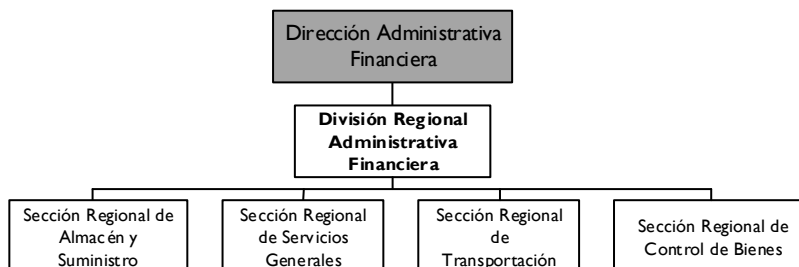 Dirección Administrativa
Financiera
División Regional
Administrativa
Financiera
Sección Regional de
Almacén y
Suministro
Sección Regional
de Servicios
Generales
Sección Regional
de
Transportación
Sección Regional de
Control de Bienes